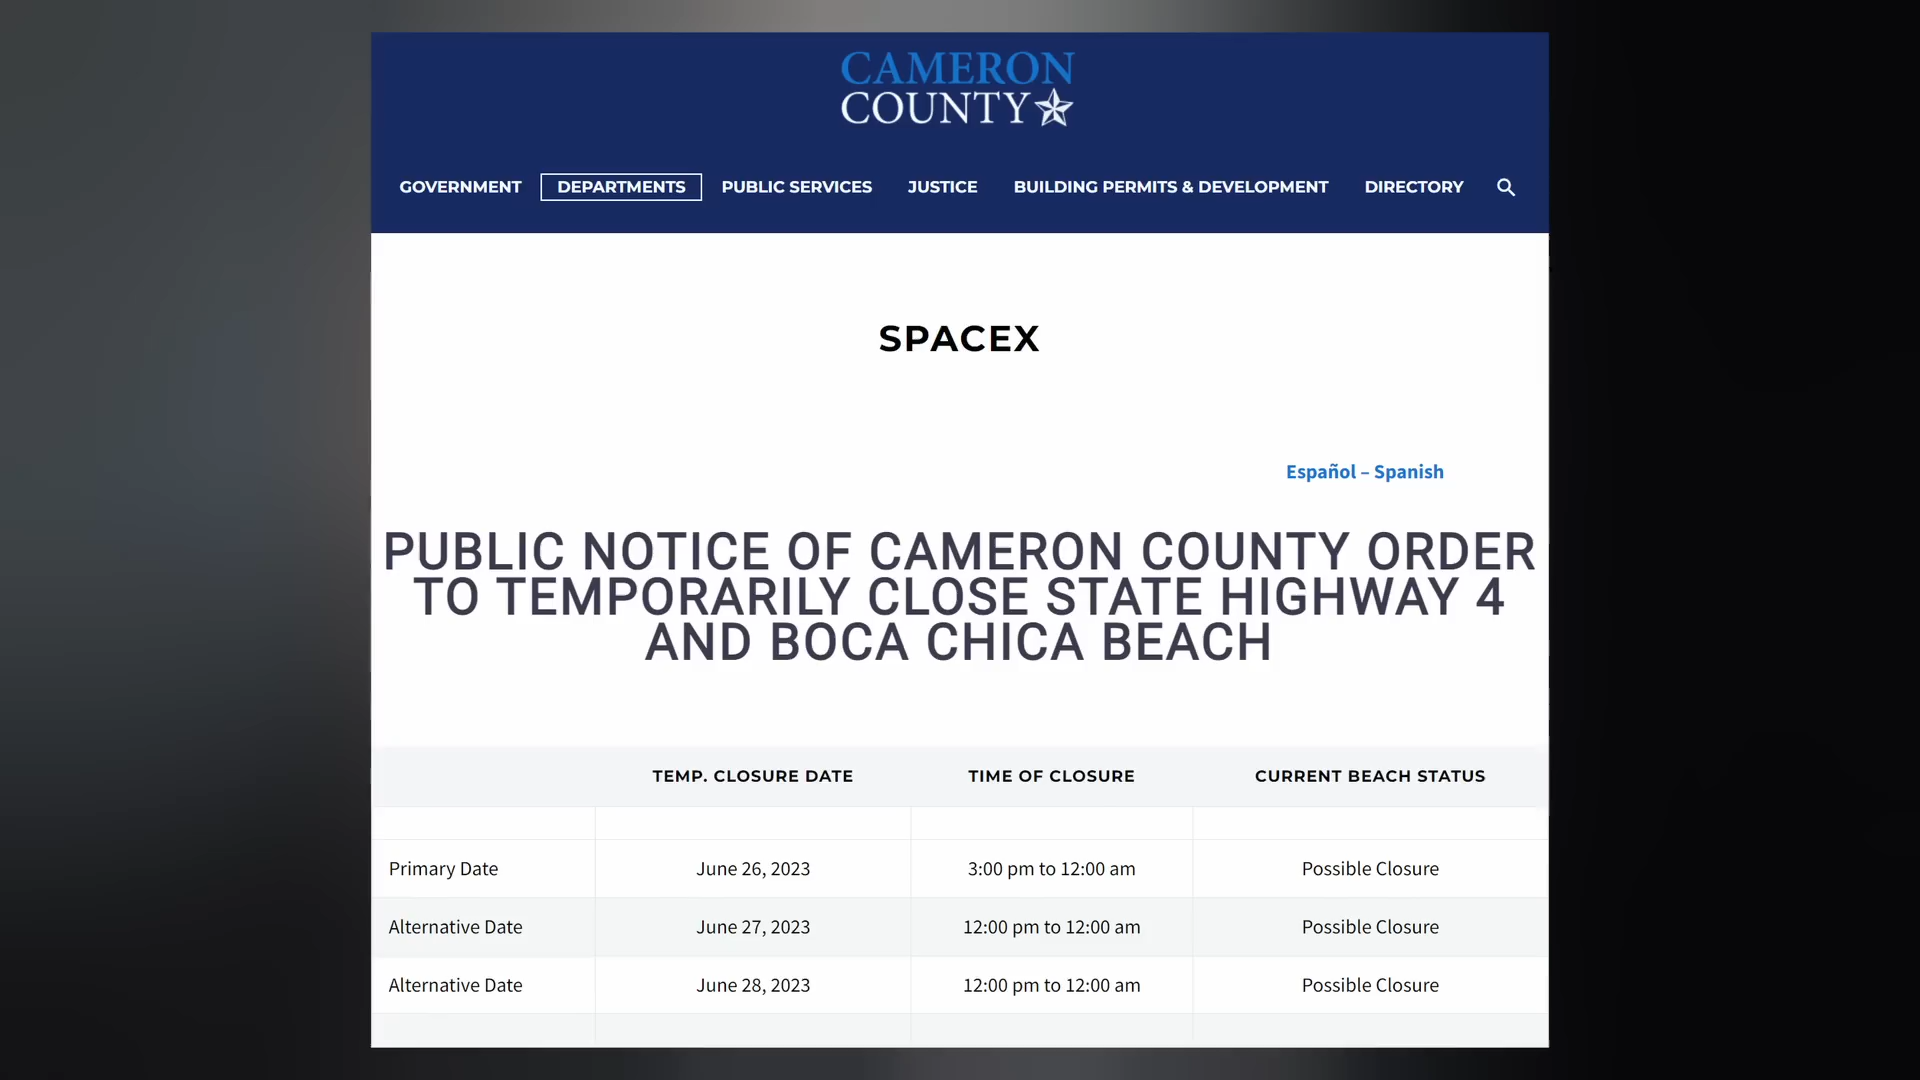 CAMERON
COUNTY
GOVERNMENT DEPARTMENTS PUBLIC SERVICES JUSTICE BUILDING PERMITS & DEVELOPMENT DIRECTORY
SPACEX
Español – Spanish
PUBLIC NOTICE OF CAMERON COUNTY ORDER
TO TEMPORARILY CLOSE STATE HIGHWAY 4
AND BOCA CHICA BEACH
TEMP. CLOSURE DATE TIME OF CLOSURE CURRENT BEACH STATUS
Primary Date June 26, 2023 3:00 pm to 12:00 am Possible Closure
Alternative Date June 27, 2023 12:00 pm to 12:00 am Possible Closure
Alternative Date June 28, 2023 12:00 pm to 12:00 am Possible Closure